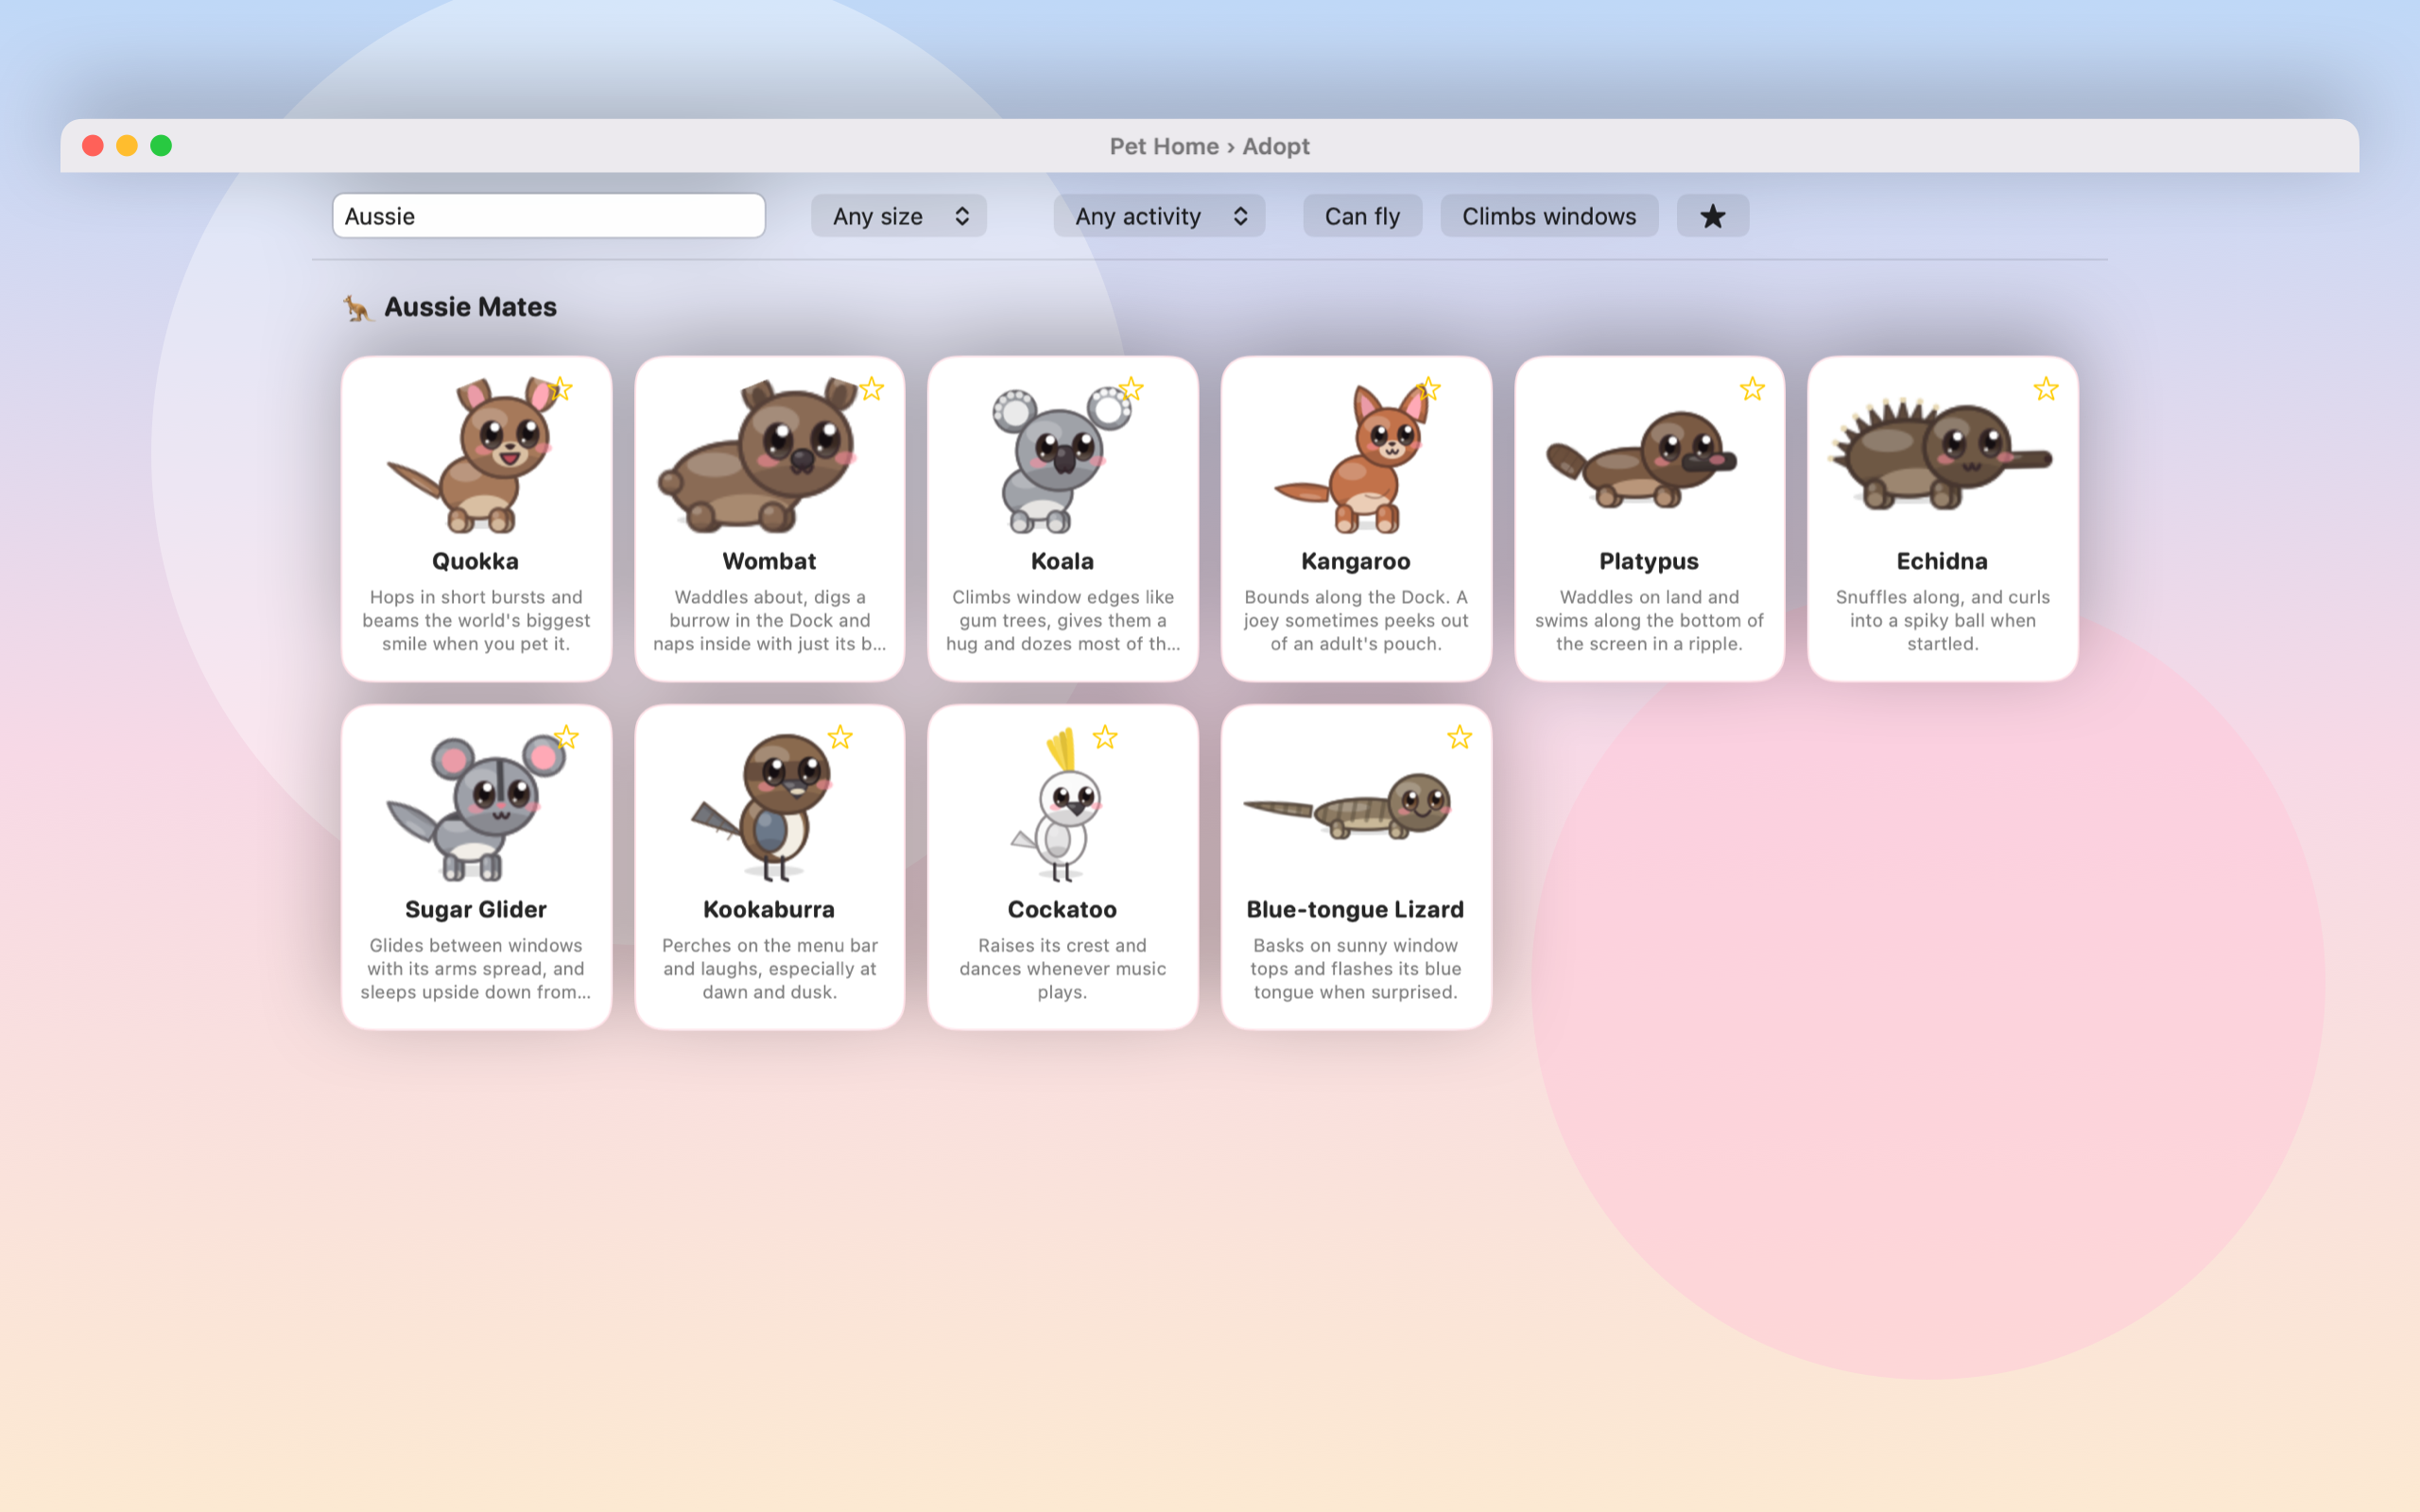 Pet Home › Adopt
Aussie
Any size
Any activity
Can fly
Climbs windows
Aussie Mates
Quokka
Hops in short bursts and
beams the world's biggest
smile when you pet it.
Wombat
Waddles about, digs a
burrow in the Dock and
naps inside with just its b...
Koala
Climbs window edges like
gum trees, gives them a
hug and dozes most of th...
Kangaroo
Bounds along the Dock. A
joey sometimes peeks out
of an adult's pouch.
Platypus
Waddles on land and
swims along the bottom of
the screen in a ripple.
Echidna
Snuffles along, and curls
into a spiky ball when
startled.
Sugar Glider
Glides between windows
with its arms spread, and
sleeps upside down from...
Kookaburra
Perches on the menu bar
and laughs, especially at
dawn and dusk.
Cockatoo
Raises its crest and
dances whenever music
plays.
Blue-tongue Lizard
Basks on sunny window
tops and flashes its blue
tongue when surprised.